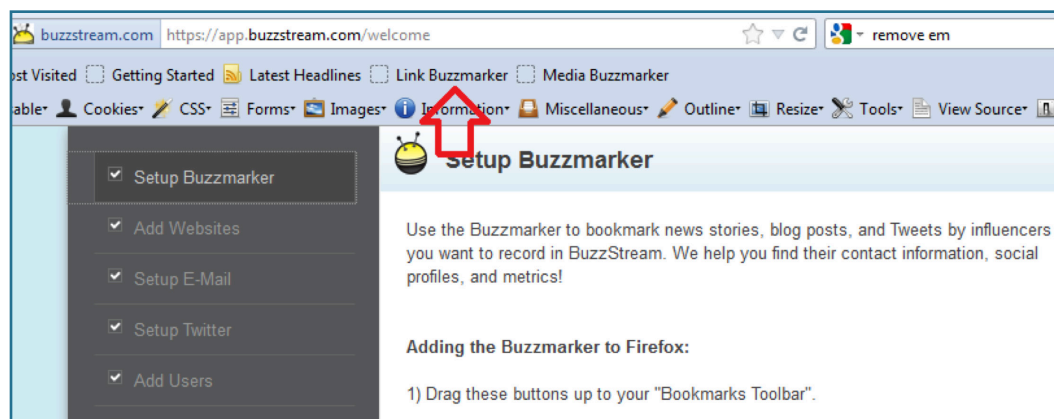 buzzstream.com https://app.buzzstream.com/welcome remove em
ost Visited Getting Started Latest Headlines Link Buzzmarker Media Buzzmarker
able Cookies CSS Forms Images Information Miscellaneous Outline Resize Tools View Source
Setup Buzzmarker
Add Websites
Setup E-Mail
Setup Twitter
Add Users
Setup Buzzmarker
Use the Buzzmarker to bookmark news stories, blog posts, and Tweets by influencers
you want to record in BuzzStream. We help you find their contact information, social
profiles, and metrics!
Adding the Buzzmarker to Firefox:
1) Drag these buttons up to your "Bookmarks Toolbar".